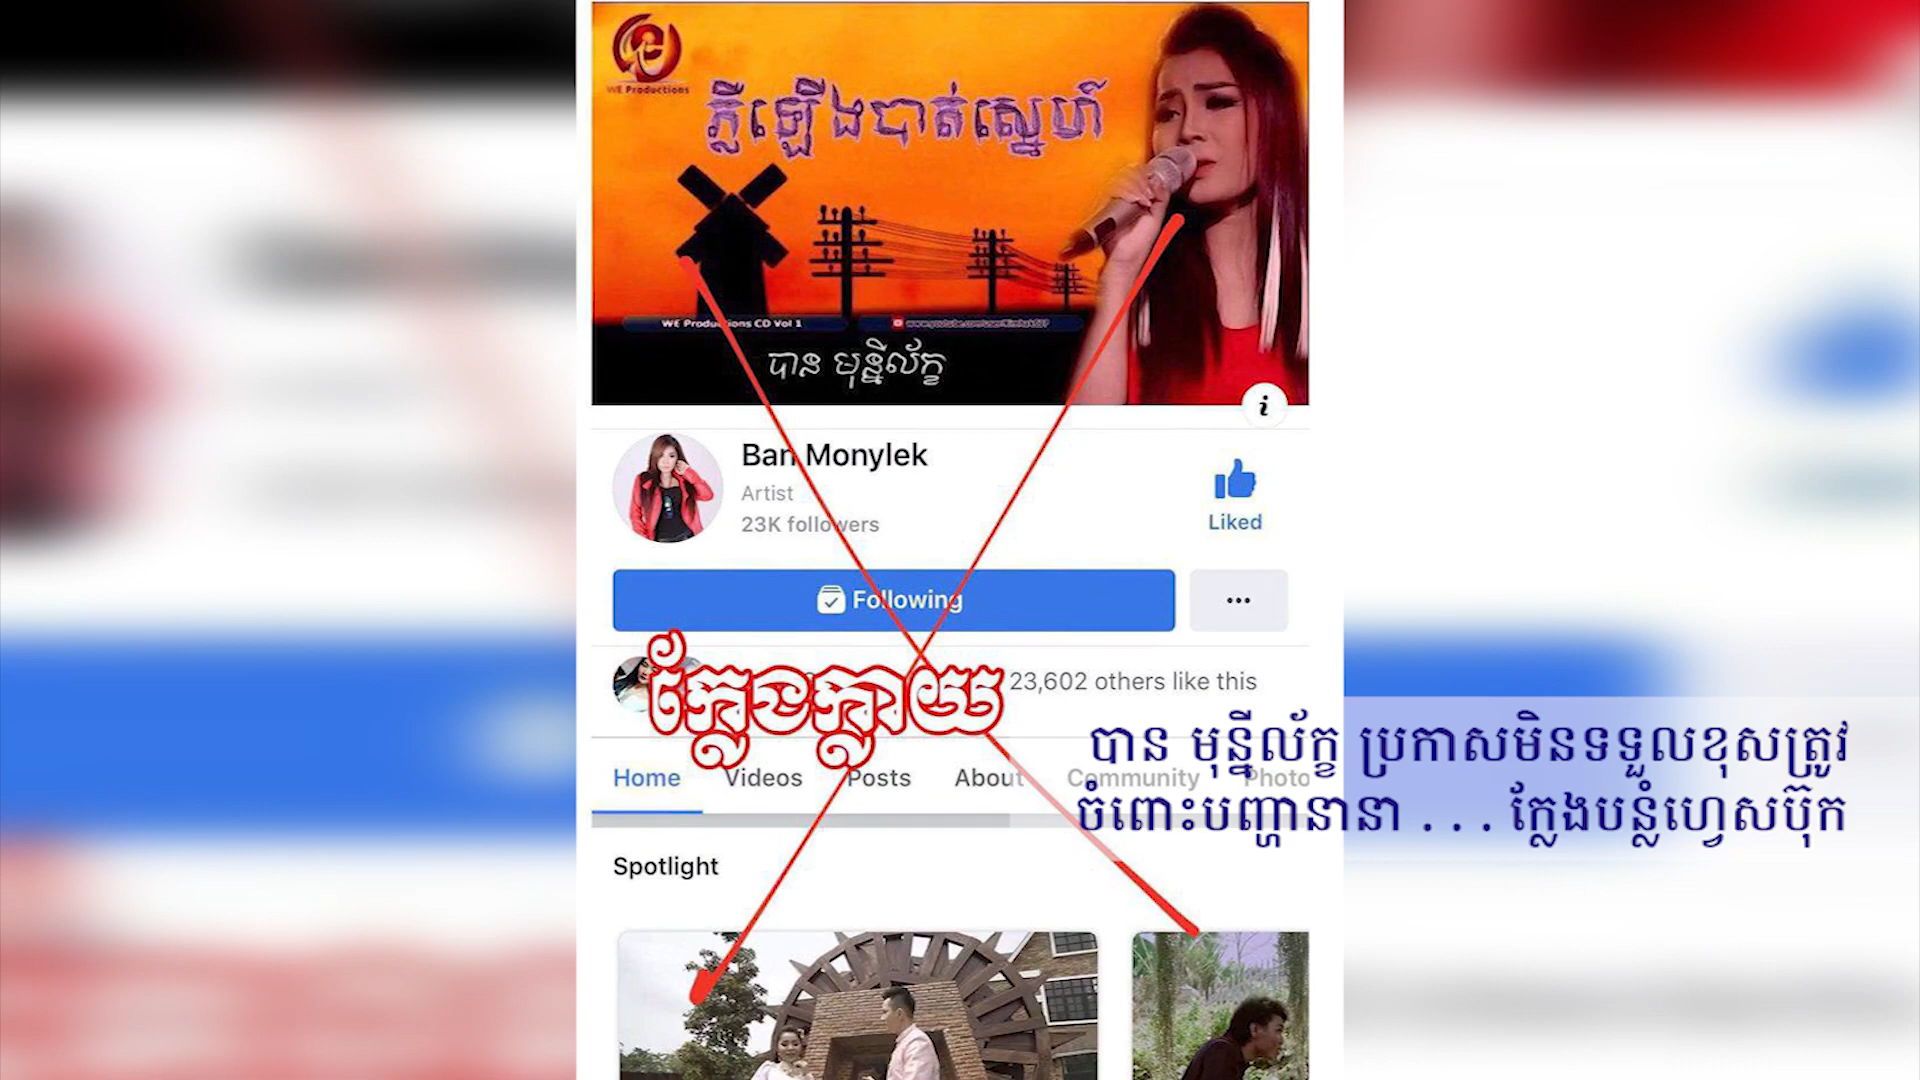 WE Productions
ភ្លឺឡើងបាត់ស្នេហ៍
WE Productions CD Vol 1
បាន មុន្នីល័ក្ខ
i
Ban Monylek
Artist
23K followers
Liked
Following
ក្លែងក្លាយ
23,602 others like this
Home Videos Posts About Community Photo
បាន មុន្នីល័ក្ខ ប្រកាសមិនទទួលខុសត្រូវ
ចំពោះបញ្ហានានា . . . ក្លែងបន្លំហ្វេសប៊ុក
Spotlight